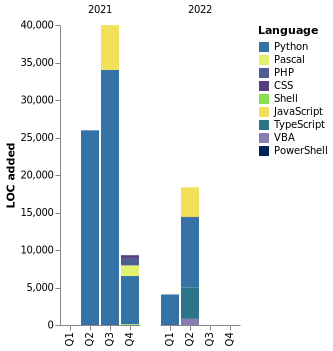 2021 2022
Language
Python
Pascal
PHP
CSS
Shell
JavaScript
TypeScript
VBA
PowerShell
LOC added
40,000
35,000
30,000
25,000
20,000
15,000
10,000
5,000
0
Q1 Q2 Q3 Q4 Q1 Q2 Q3 Q4